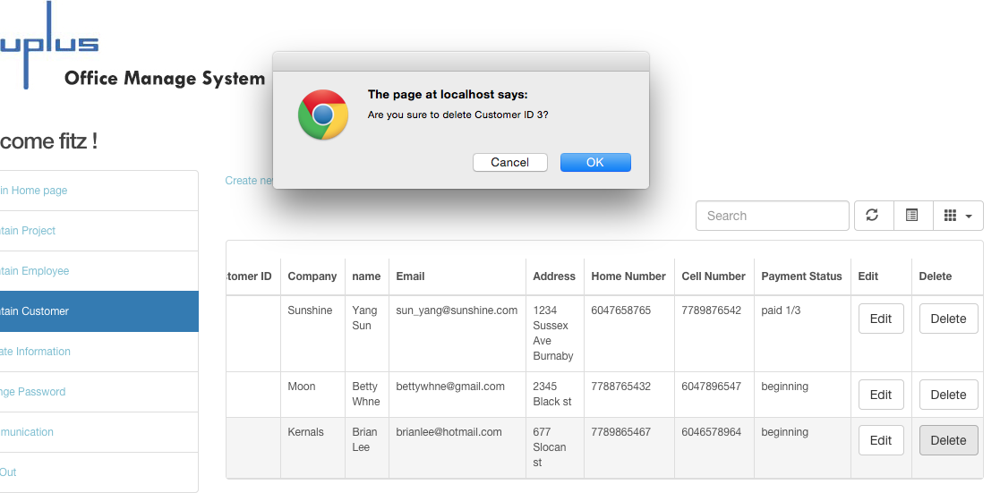 uplus
Office Manage System
The page at localhost says:
Are you sure to delete Customer ID 3?
Cancel OK
come fitz !
in Home page
tain Project
tain Employee
tain Customer
ate Information
nge Password
munication
Out
Create new
Search
tomer ID Company name Email Address Home Number Cell Number Payment Status Edit Delete
Sunshine Yang sun_yang@sunshine.com 1234 6047658765 7789876542 paid 1/3 Edit Delete
Sun Sussex
Ave
Burnaby
Moon Betty bettywhne@gmail.com 2345 7788765432 6047896547 beginning Edit Delete
Whne Black st
Kernals Brian brianlee@hotmail.com 677 7789865467 6046578964 beginning Edit Delete
Lee Slocan
st